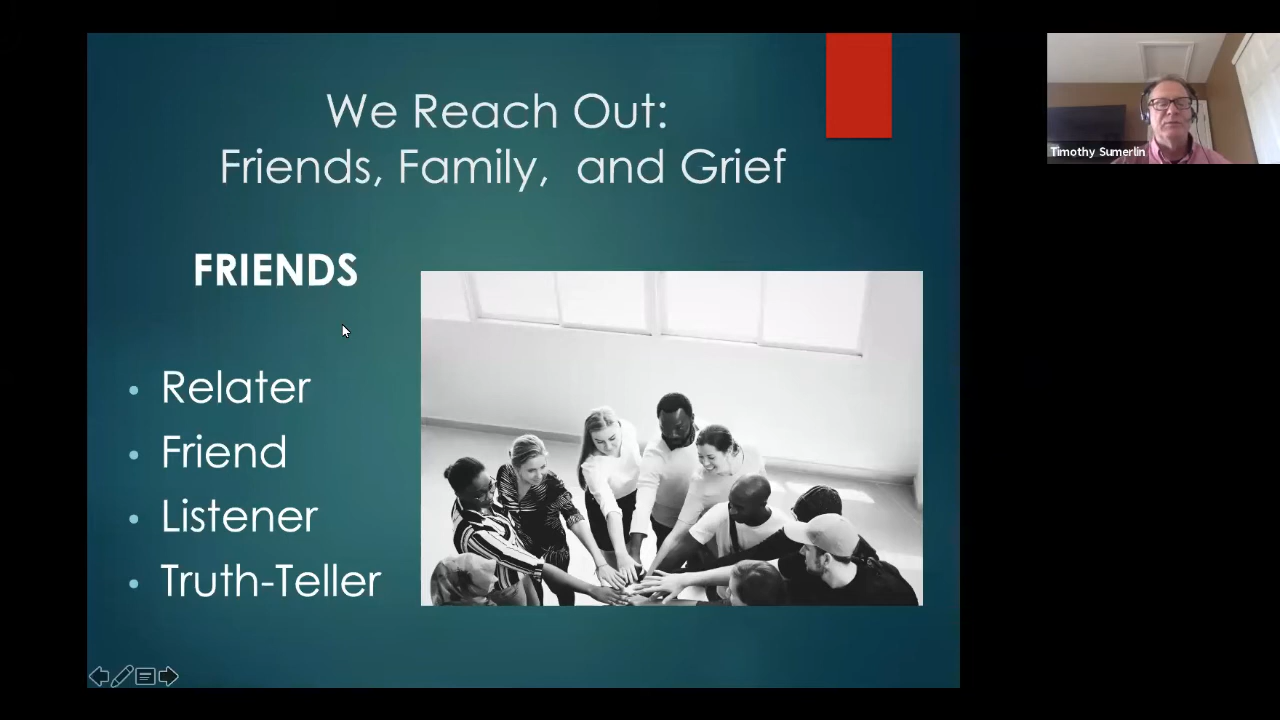 We Reach Out:
Friends, Family, and Grief
FRIENDS
• Relater
• Friend
• Listener
• Truth-Teller
Timothy Sumerlin